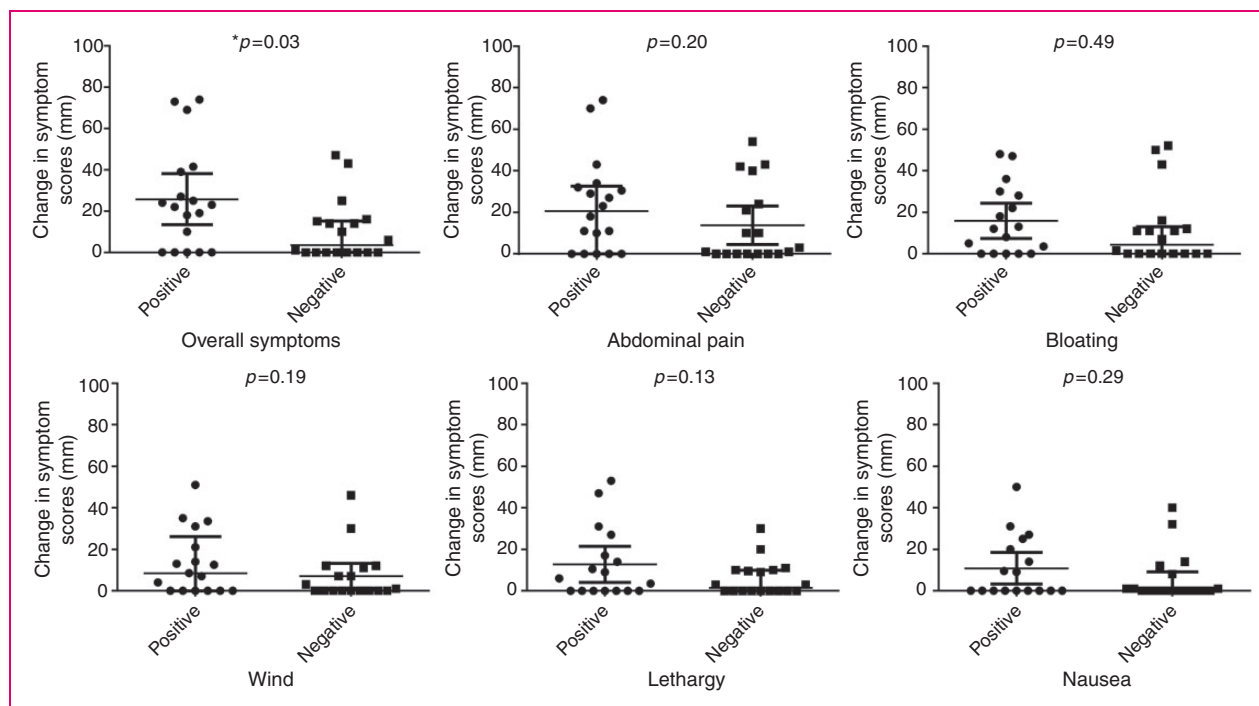 *p=0.03
Change in symptom
scores (mm)
100
80
60
40
20
0
Positive
Negative
Overall symptoms
p=0.20
Change in symptom
scores (mm)
100
80
60
40
20
0
Positive
Negative
Abdominal pain
p=0.49
Change in symptom
scores (mm)
100
80
60
40
20
0
Positive
Negative
Bloating
p=0.19
Change in symptom
scores (mm)
100
80
60
40
20
0
Positive
Negative
Wind
p=0.13
Change in symptom
scores (mm)
100
80
60
40
20
0
Positive
Negative
Lethargy
p=0.29
Change in symptom
scores (mm)
100
80
60
40
20
0
Positive
Negative
Nausea